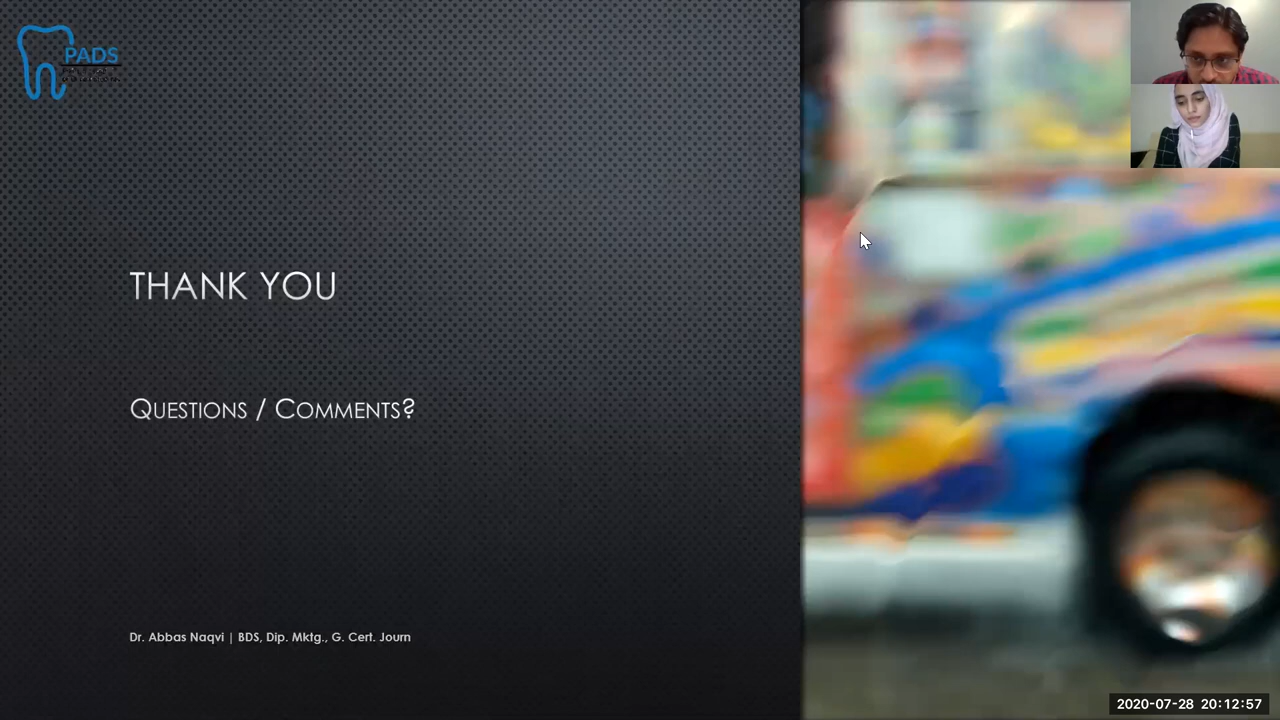 PADS
THANK YOU
QUESTIONS / COMMENTS?
Dr. Abbas Naqvi | BDS, Dip. Mktg., G. Cert. Journ
2020-07-28 20:12:57